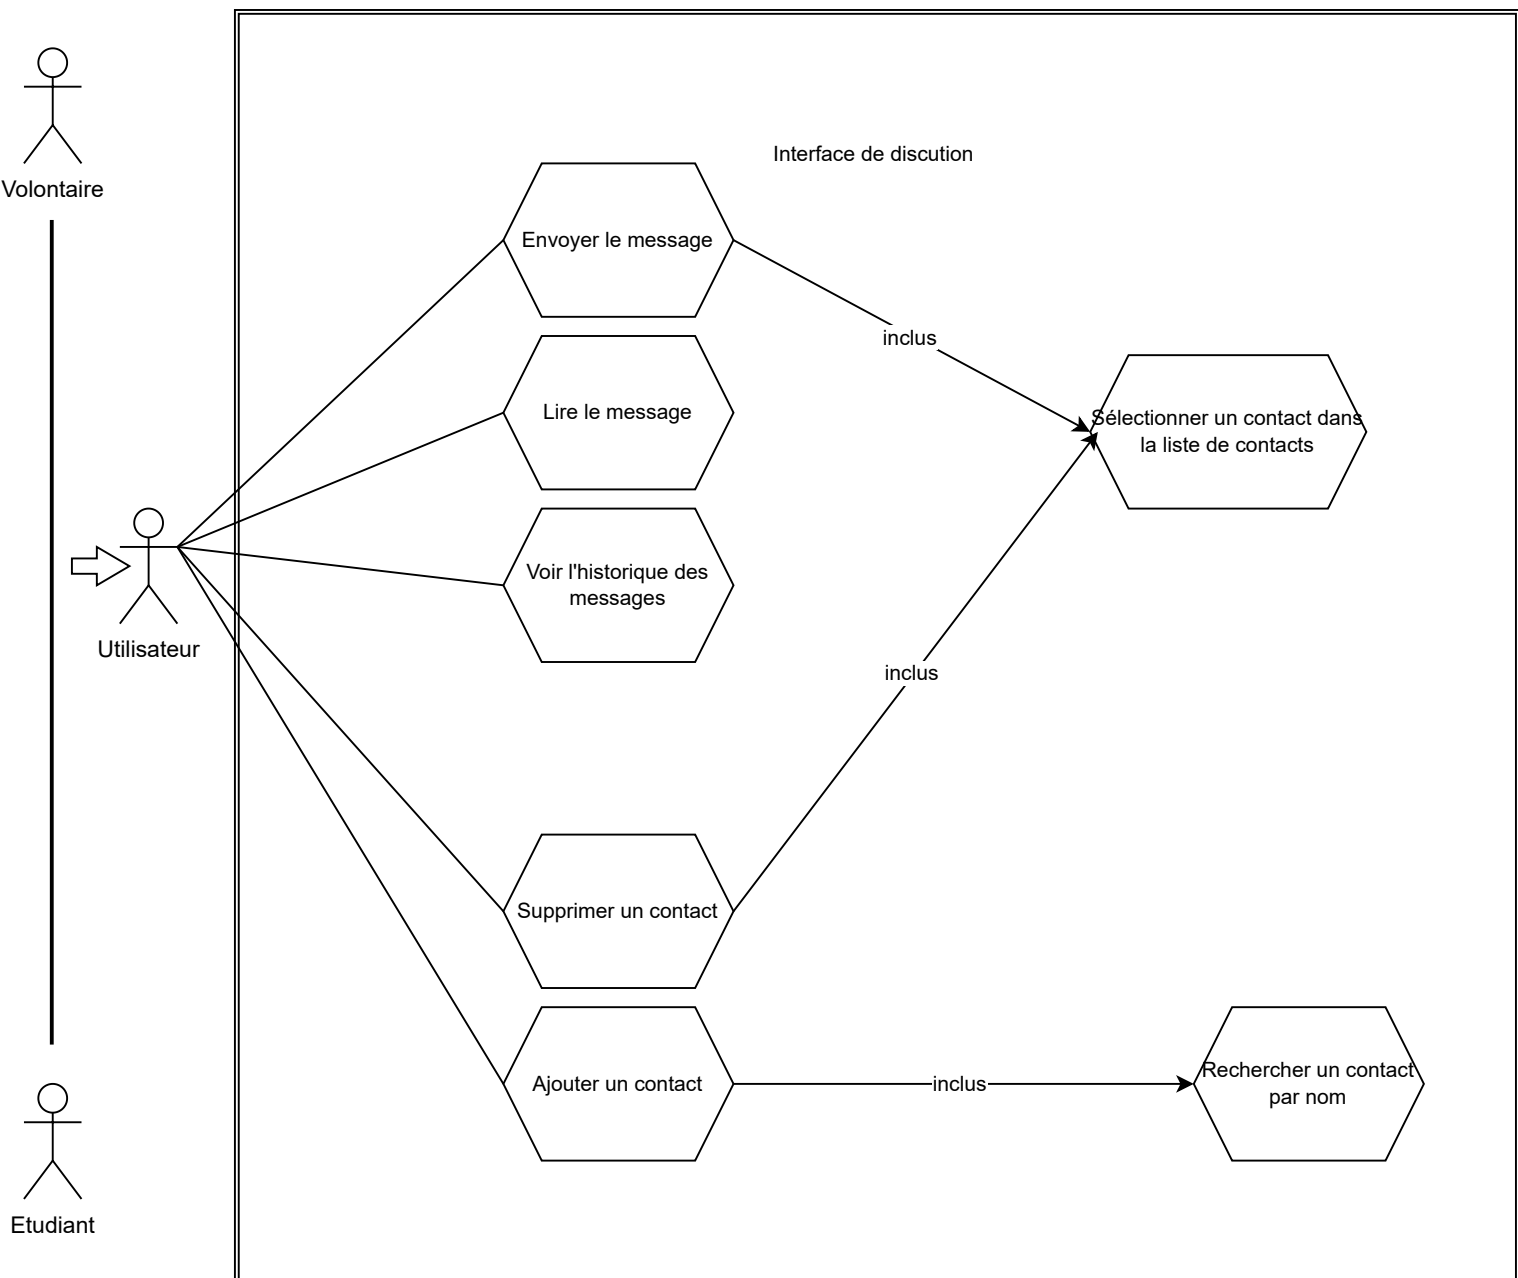 Volontaire
Interface de discution
Envoyer le message
inclus
Lire le message
Sélectionner un contact dans
la liste de contacts
Voir l'historique des
messages
Utilisateur
inclus
Supprimer un contact
Ajouter un contact
inclus
Rechercher un contact
par nom
Etudiant